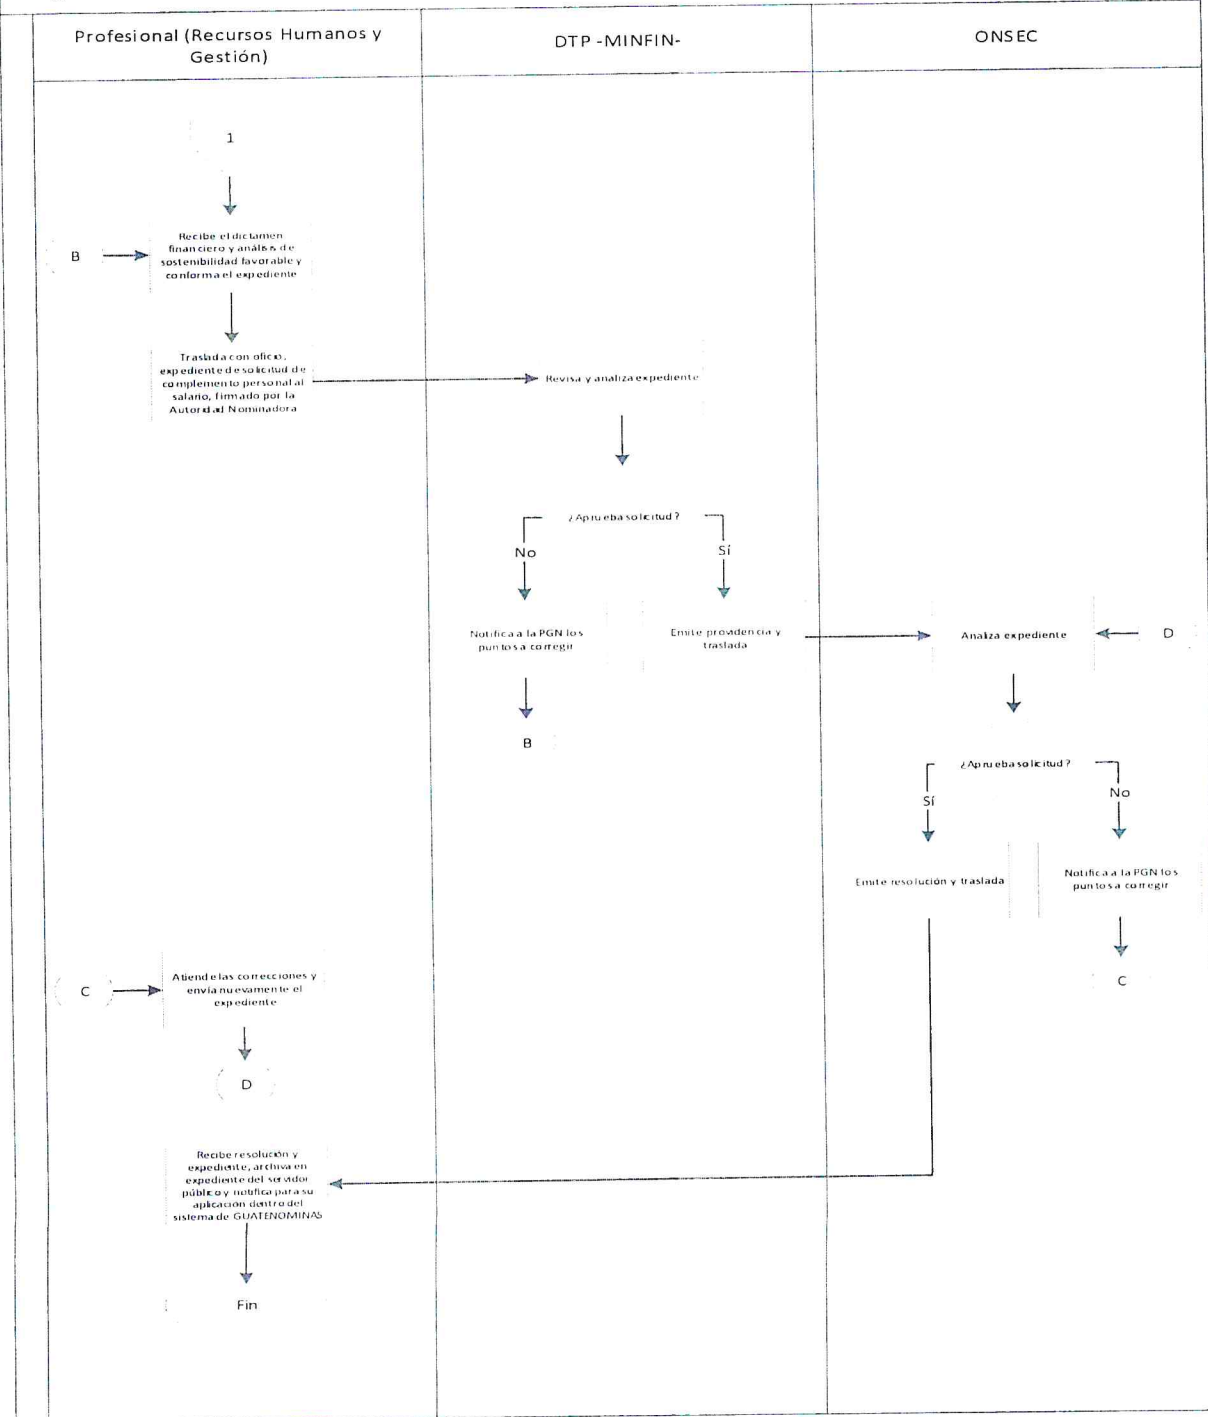 Profesional (Recursos Humanos y
Gestión)
DTP -MINFIN-
ONSEC
1
B
Recibe el dictamen
financiero y análisis de
sostenibilidad favorable y
conforma el expediente
Traslada con oficio,
expediente de solicitud de
complemento personal al
salario, firmado por la
Autoridad Nominadora
Revisa y analiza expediente
¿Aprueba solicitud?
No
Sí
Notifica a la PGN los
puntos a corregir
Emite providencia y
traslada
Analiza expediente
D
B
¿Aprueba solicitud?
Sí
No
Emite resolución y traslada
Notifica a la PGN los
puntos a corregir
C
C
Atiende las correcciones y
envía nuevamente el
expediente
D
Recibe resolución y
expediente, archiva en
expediente del servidor
público y notifica para su
aplicación dentro del
sistema de GUATENOMINAS
Fin